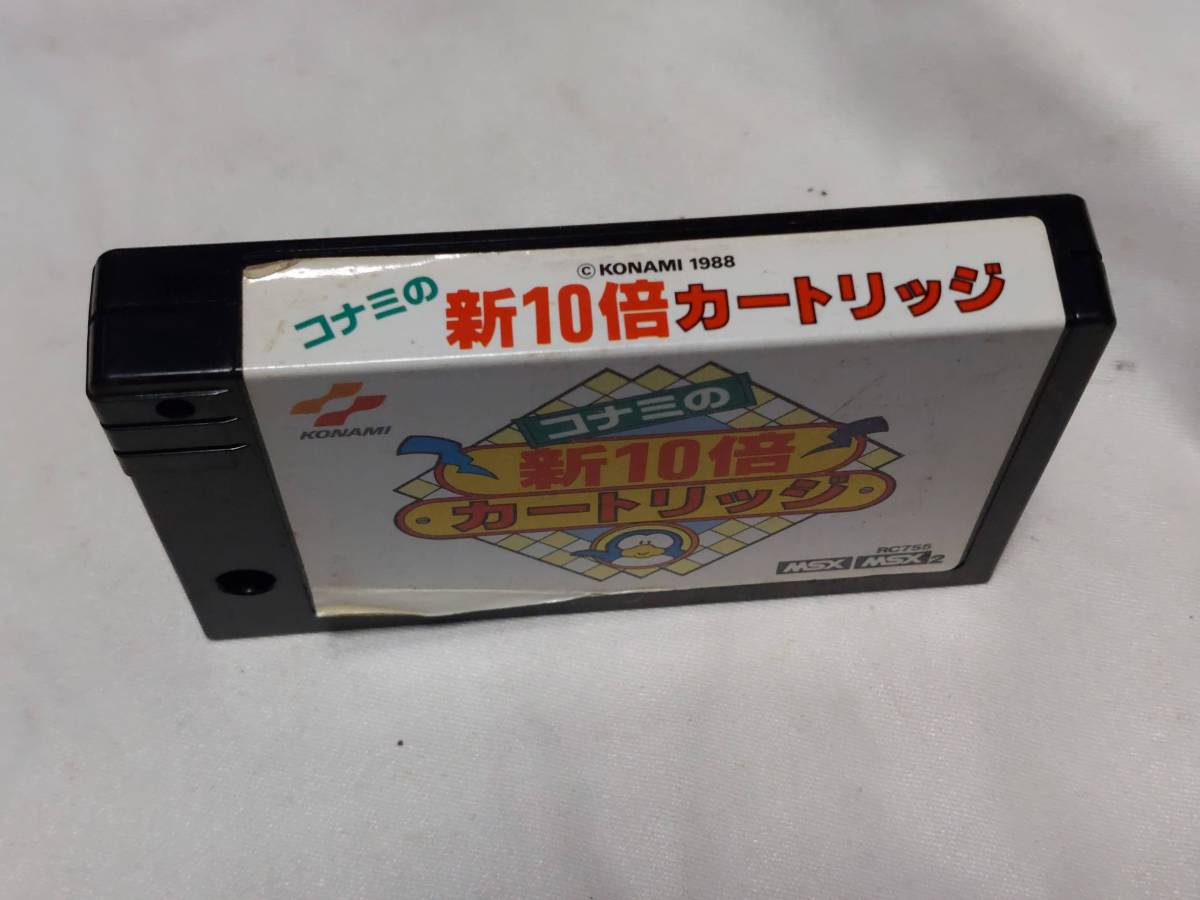 © KONAMI 1988
コナミの
新10倍カートリッジ
KONAMI
コナミの
新10倍
カートリッジ
RC755
MSX MSX2